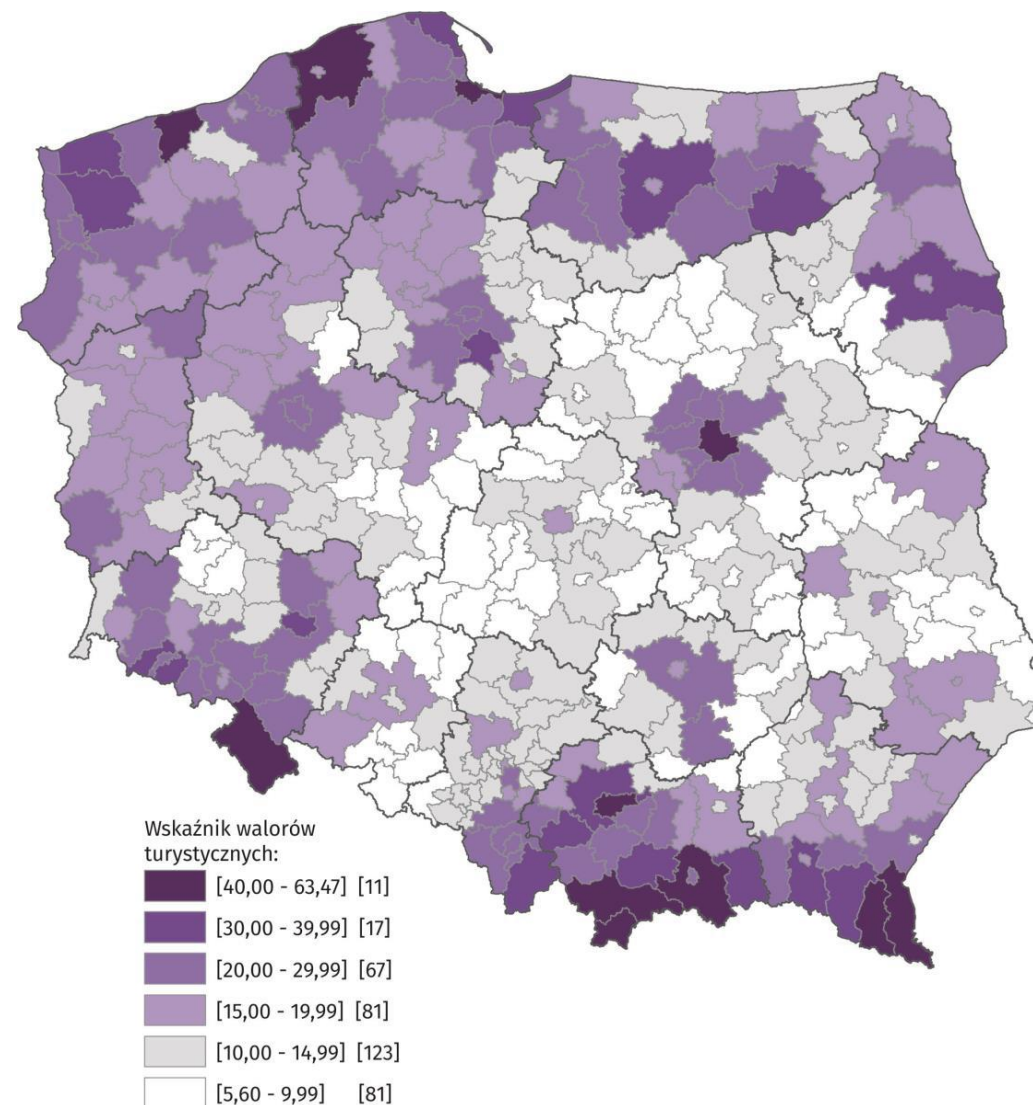 Wskaźnik walorów
turystycznych:
[40,00 - 63,47] [11]
[30,00 - 39,99] [17]
[20,00 - 29,99] [67]
[15,00 - 19,99] [81]
[10,00 - 14,99] [123]
[5,60 - 9,99] [81]